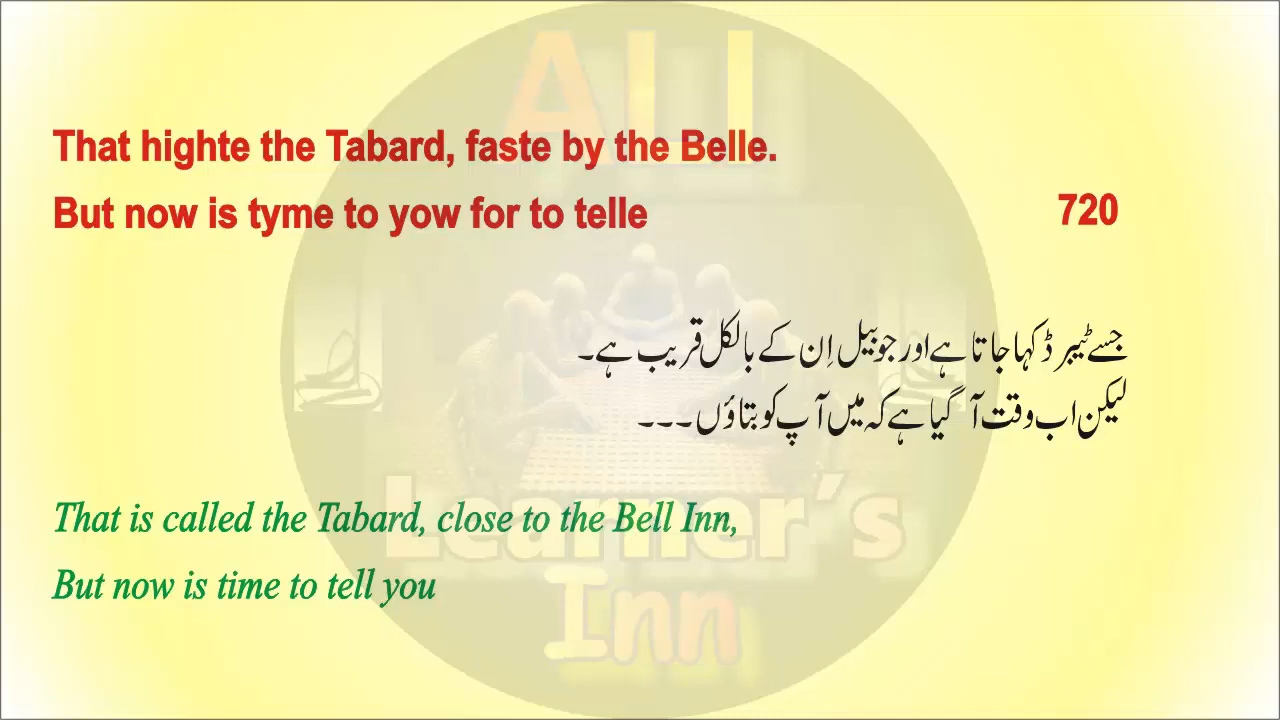 That highte the Tabard, faste by the Belle.
But now is tyme to yow for to telle 720
جسے ٹیبرڈ کہا جاتا ہے اور جو بیل اِن کے بالکل قریب ہے۔
لیکن اب وقت آ گیا ہے کہ میں آپ کو بتاؤں ۔۔۔
That is called the Tabard, close to the Bell Inn,
But now is time to tell you
ALI
Learner's
Inn